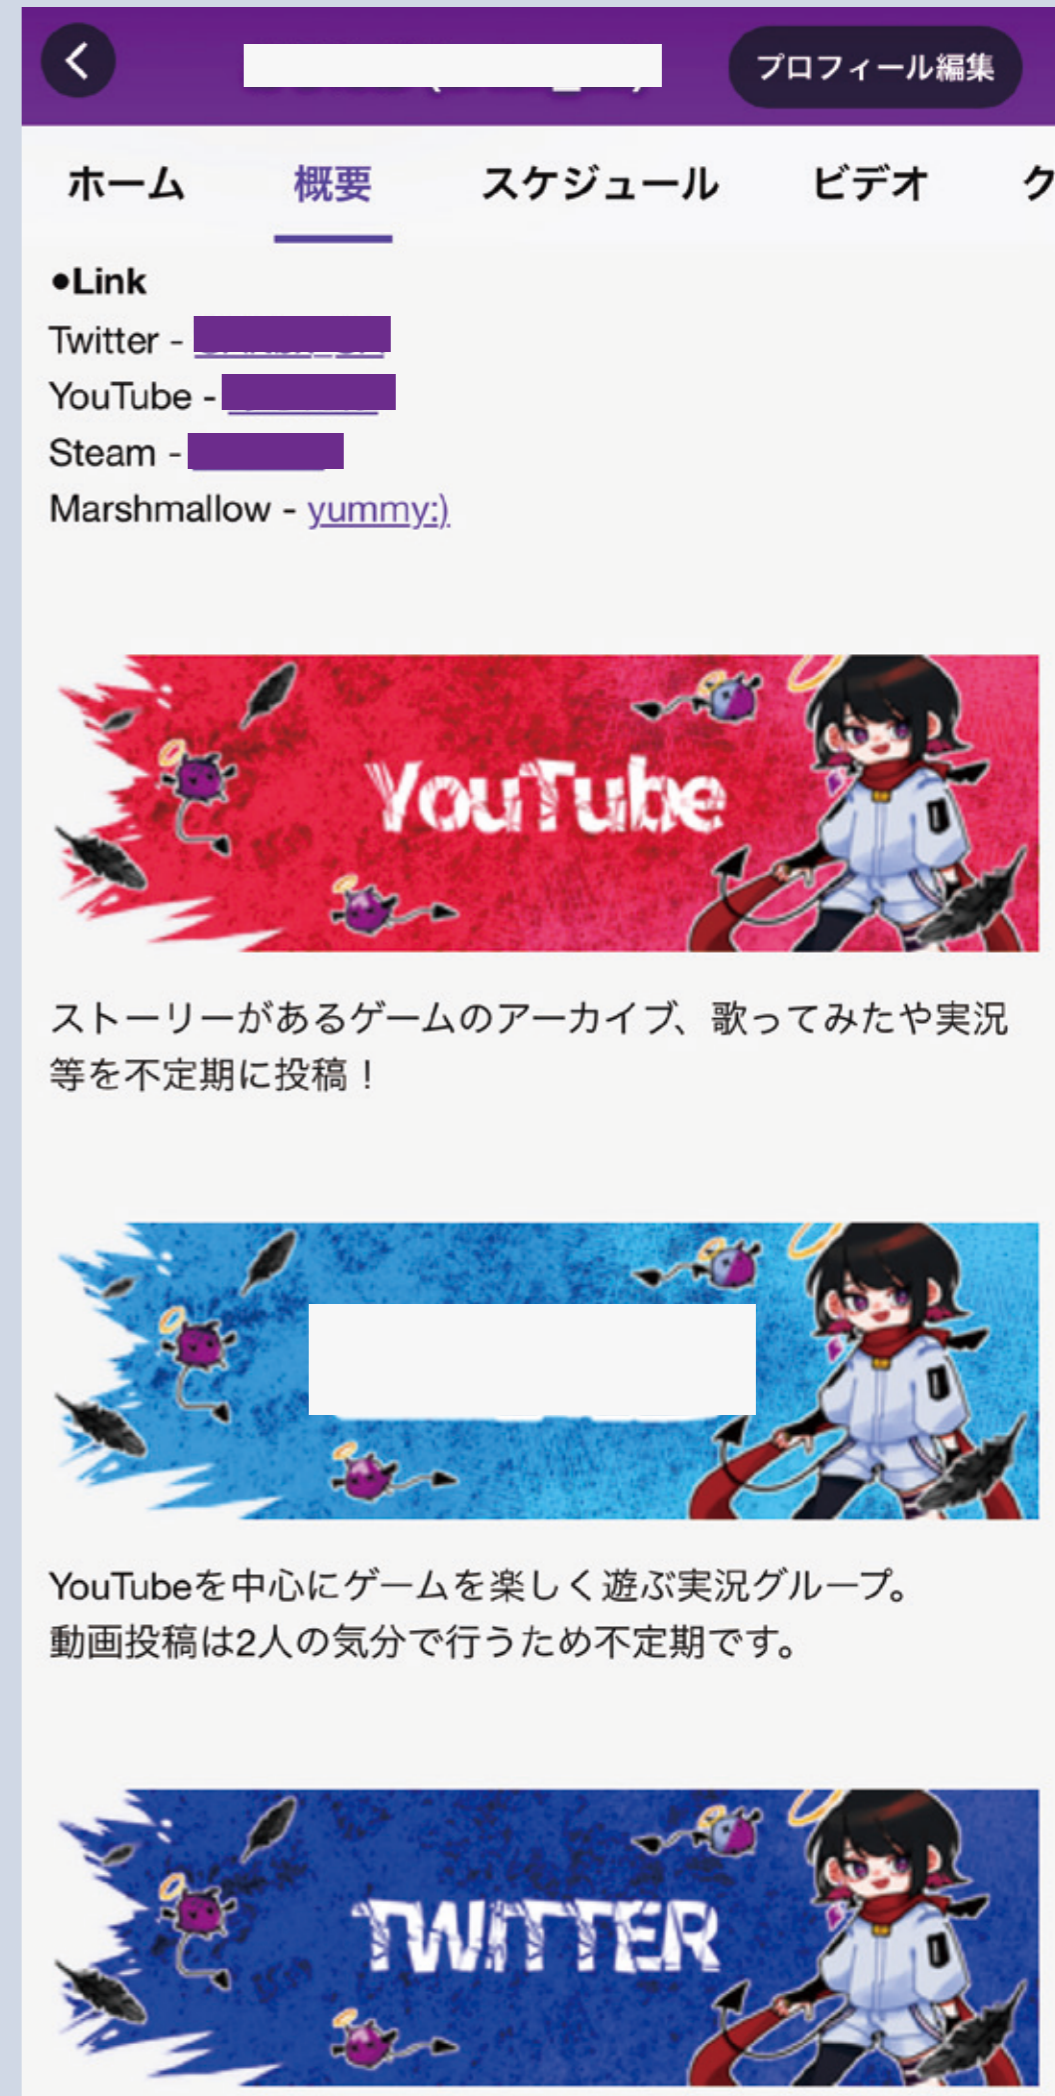 プロフィール編集
ホーム 概要 スケジュール ビデオ ク
●Link
Twitter -
YouTube -
Steam -
Marshmallow - yummy:)
YouTube
ストーリーがあるゲームのアーカイブ、歌ってみたや実況
等を不定期に投稿！
YouTubeを中心にゲームを楽しく遊ぶ実況グループ。
動画投稿は2人の気分で行うため不定期です。
TWITTER